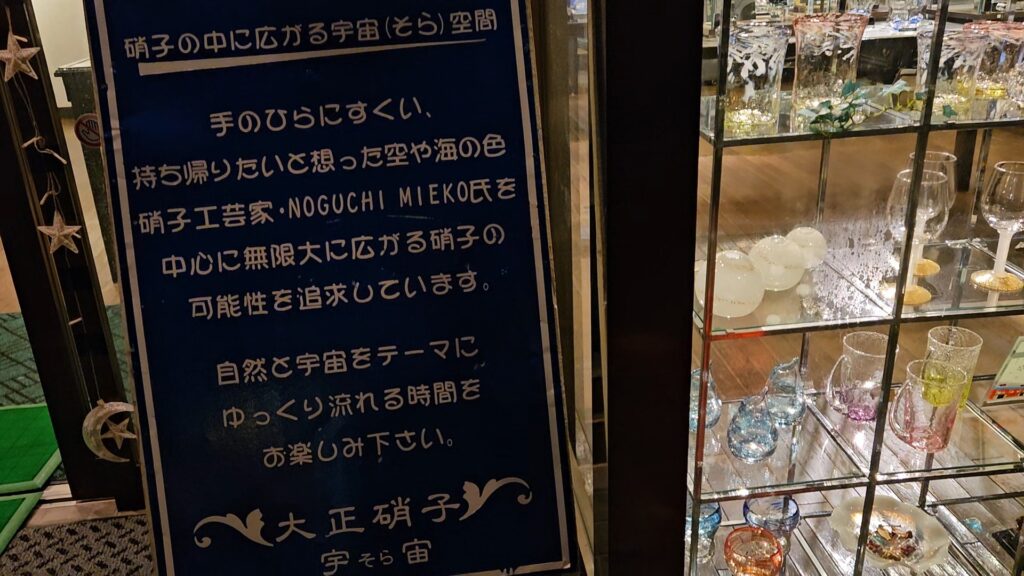 硝子の中に広がる宇宙(そら)空間
手のひらにすくい、
持ち帰りたいと想った空や海の色
硝子工芸家・NOGUCHI MIEKO氏を
中心に無限大に広がる硝子の
可能性を追求しています。
自然と宇宙をテーマに
ゆっくり流れる時間を
お楽しみ下さい。
大正硝子
宇そら宙